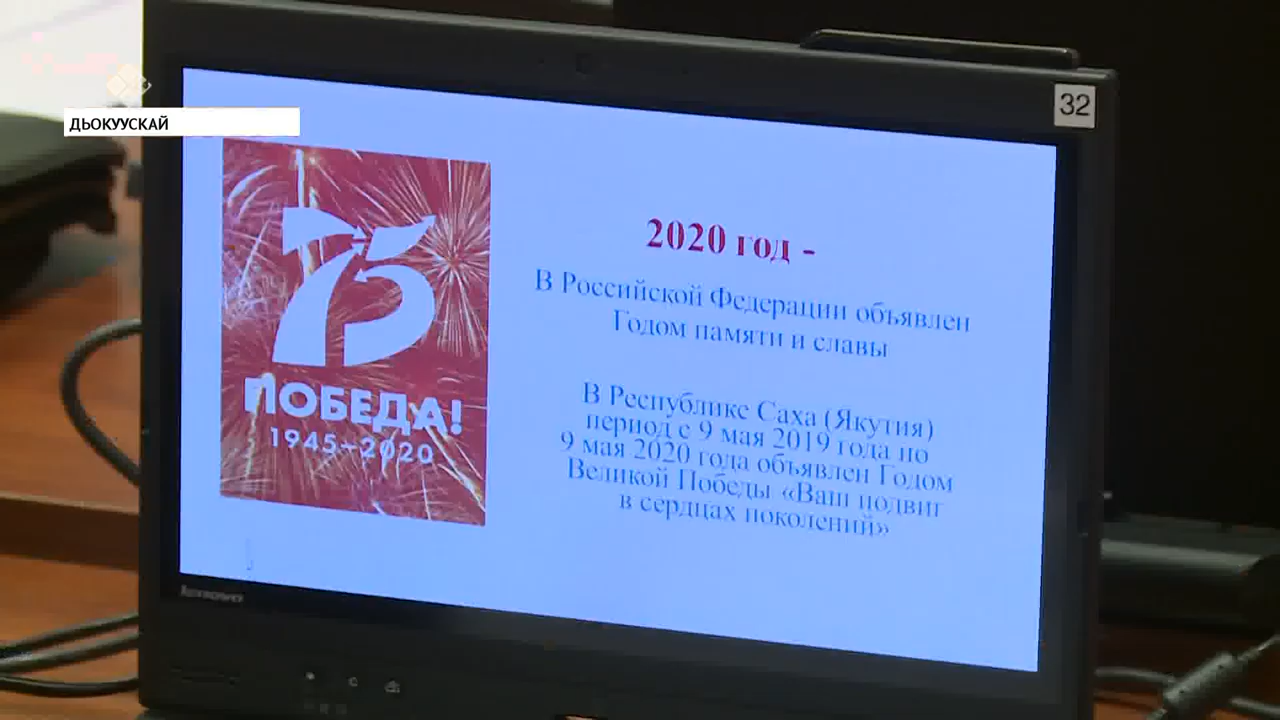 ДЬОКУУСКАЙ
32
75
ПОБЕДА!
1945–2020
2020 год -
В Российской Федерации объявлен
Годом памяти и славы
В Республике Саха (Якутия)
период с 9 мая 2019 года по
9 мая 2020 года объявлен Годом
Великой Победы «Ваш подвиг
в сердцах поколений»
lenovo